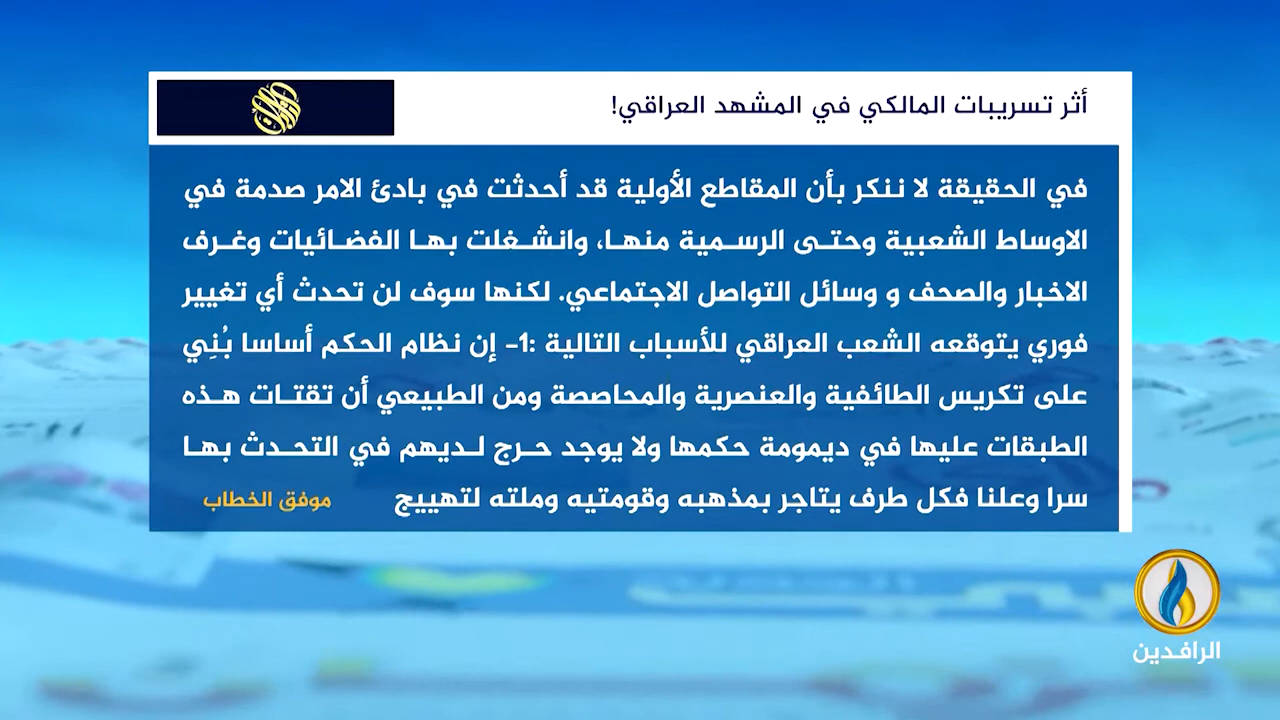 أثر تسريبات المالكي في المشهد العراقي!
في الحقيقة لا ننكر بأن المقاطع الأولية قد أحدثت في بادئ الامر صدمة في
الاوساط الشعبية وحتى الرسمية منها، وانشغلت بها الفضائيات وغرف
الاخبار والصحف و وسائل التواصل الاجتماعي. لكنها سوف لن تحدث أي تغيير
فوري يتوقعه الشعب العراقي للأسباب التالية :1- إن نظام الحكم أساسا بُنِي
على تكريس الطائفية والعنصرية والمحاصصة ومن الطبيعي أن تقتات هذه
الطبقات عليها في ديمومة حكمها ولا يوجد حرج لديهم في التحدث بها
سرا وعلنا فكل طرف يتاجر بمذهبه وقومتيه وملته لتهييج
موفق الخطاب
الرافدين